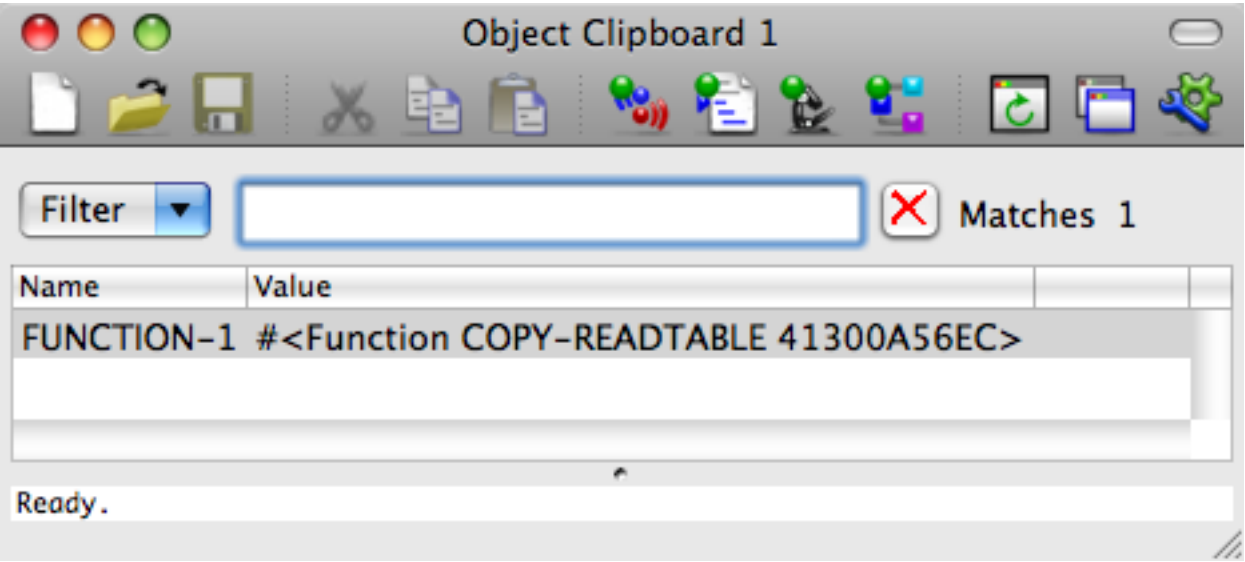 Object Clipboard 1
Filter Matches 1
Name Value
FUNCTION-1 #<Function COPY-READTABLE 41300A56EC>
Ready.